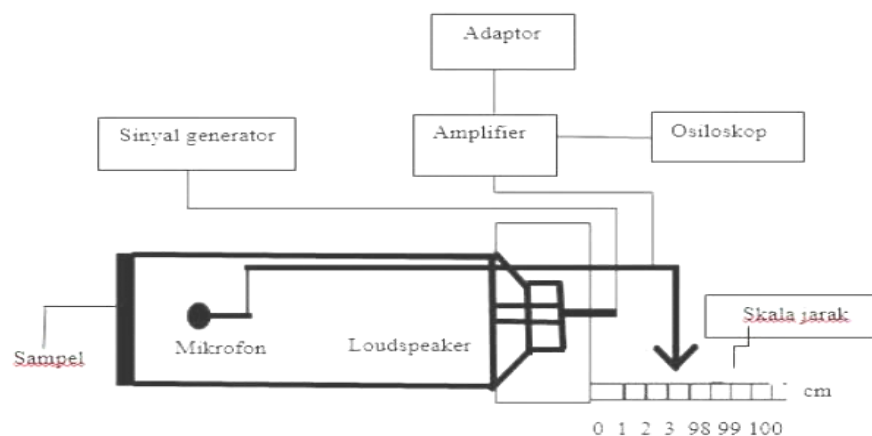 Adaptor
Sinyal generator
Amplifier
Osiloskop
Skala jarak
Mikrofon
Loudspeaker
Sampel
cm
0 1 2 3 98 99 100